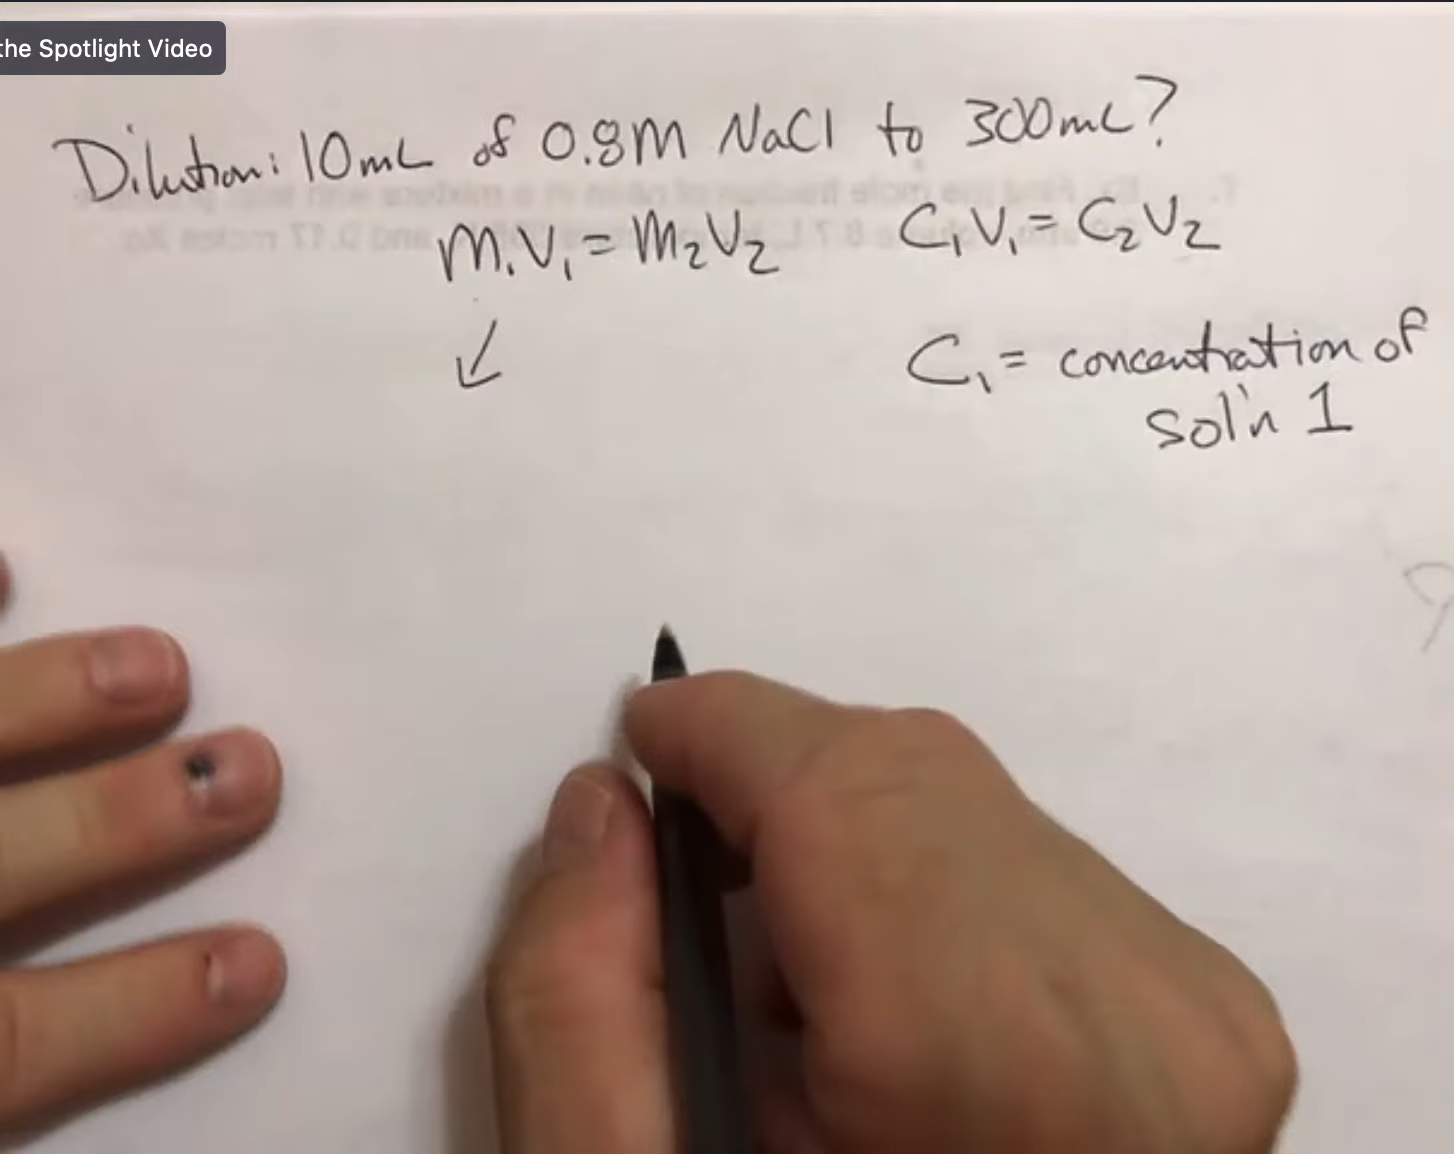 the Spotlight Video
Dilution: 10mL of 0.8M NaCl to 300mL?
M₁V₁ = M₂V₂ C₁V₁ = C₂V₂
↙
C₁ = concentration of
sol'n 1